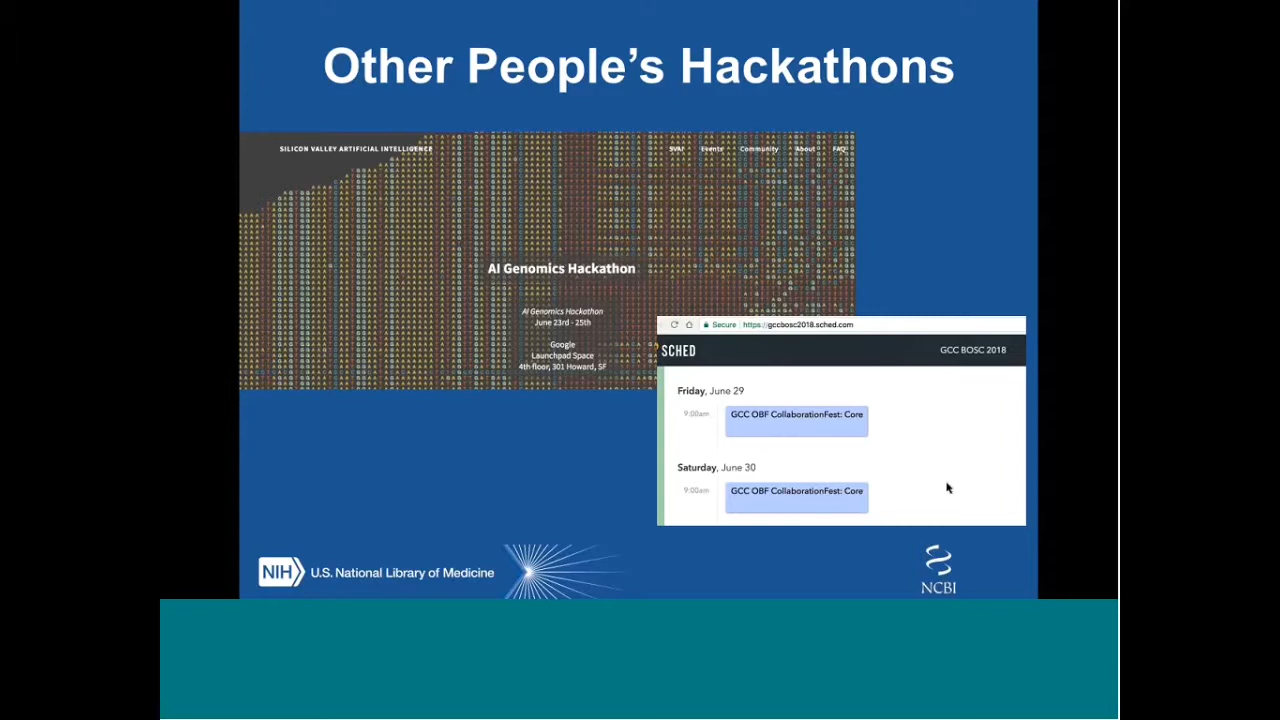 Other People's Hackathons
SILICON VALLEY ARTIFICIAL INTELLIGENCE
SVAI Events Community About FAQ
AI Genomics Hackathon
AI Genomics Hackathon
June 23rd - 25th
Google
Launchpad Space
4th floor, 301 Howard, SF
Secure https://gccbosc2018.sched.com
SCHED GCC BOSC 2018
Friday, June 29
9:00am GCC OBF CollaborationFest: Core
Saturday, June 30
9:00am GCC OBF CollaborationFest: Core
NIH U.S. National Library of Medicine
NCBI